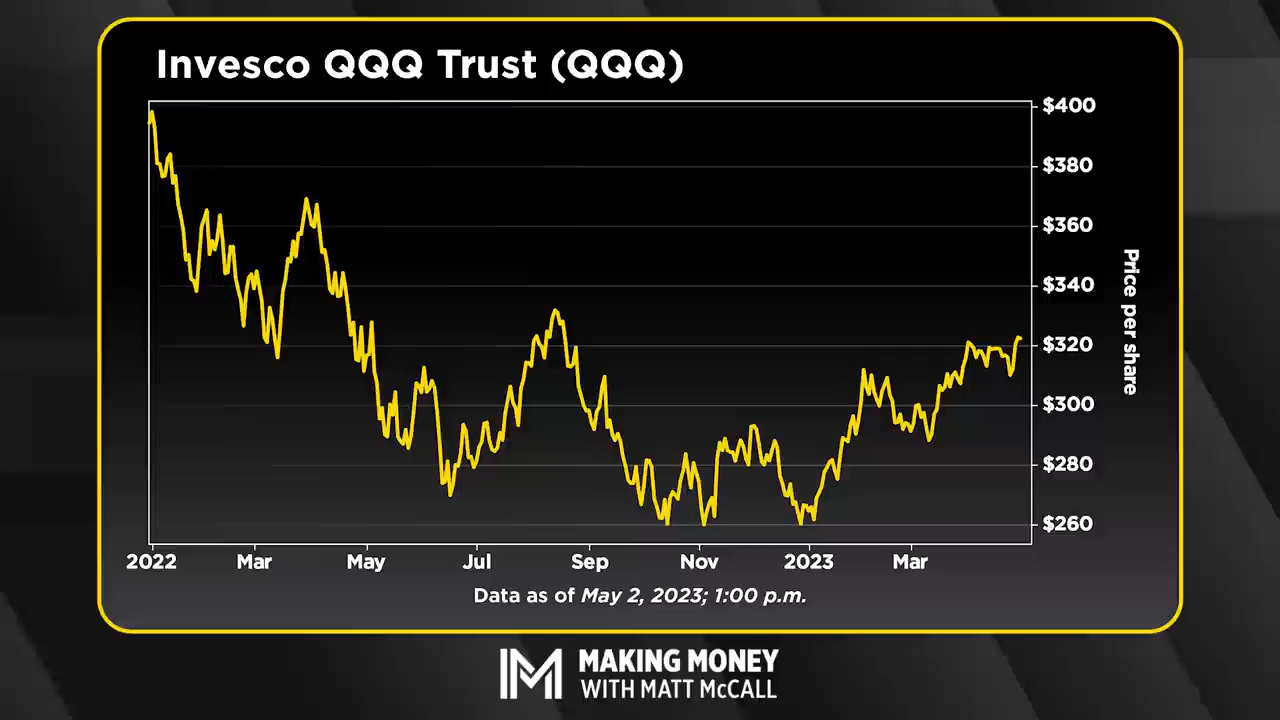 Invesco QQQ Trust (QQQ)
$400
$380
$360
$340
$320
$300
$280
$260
Price per share
2022 Mar May Jul Sep Nov 2023 Mar
Data as of May 2, 2023; 1:00 p.m.
MAKING MONEY
WITH MATT McCALL